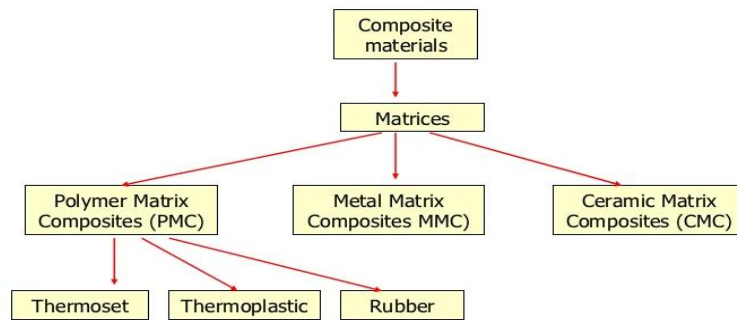 Composite
materials
Matrices
Polymer Matrix
Composites (PMC)
Metal Matrix
Composites MMC)
Ceramic Matrix
Composites (CMC)
Thermoset
Thermoplastic
Rubber